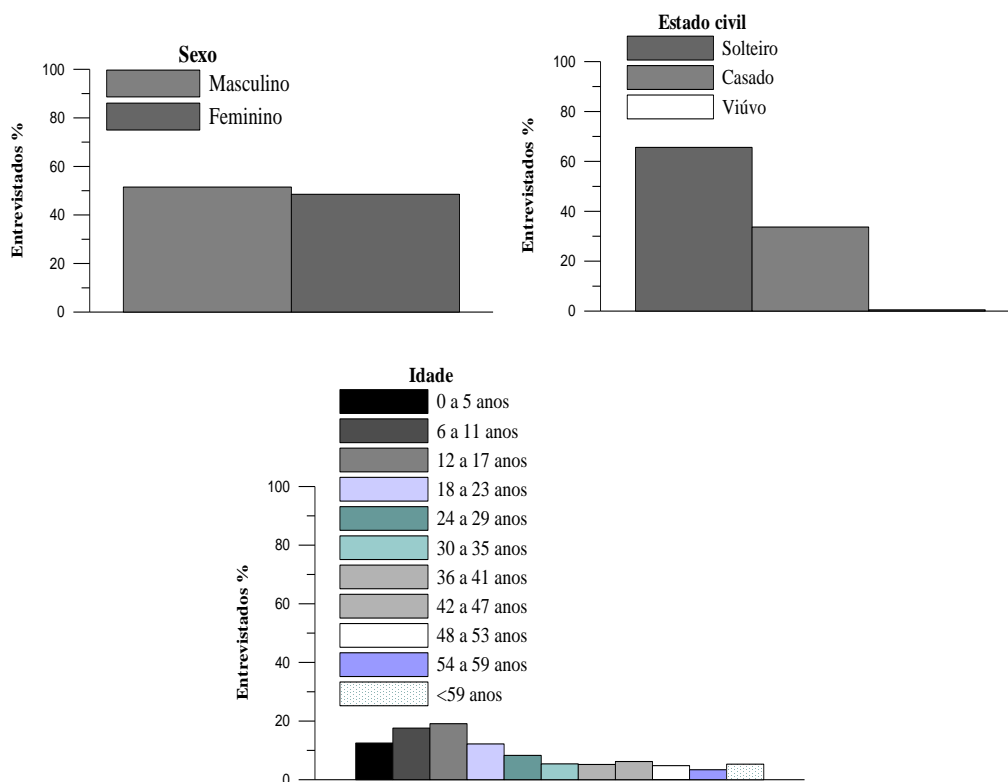 Sexo
Masculino
Feminino
100
80
60
40
20
0
Entrevistados %
Estado civil
Solteiro
Casado
Viúvo
100
80
60
40
20
0
Entrevistados %
Idade
0 a 5 anos
6 a 11 anos
12 a 17 anos
18 a 23 anos
24 a 29 anos
30 a 35 anos
36 a 41 anos
42 a 47 anos
48 a 53 anos
54 a 59 anos
<59 anos
100
80
60
40
20
0
Entrevistados %